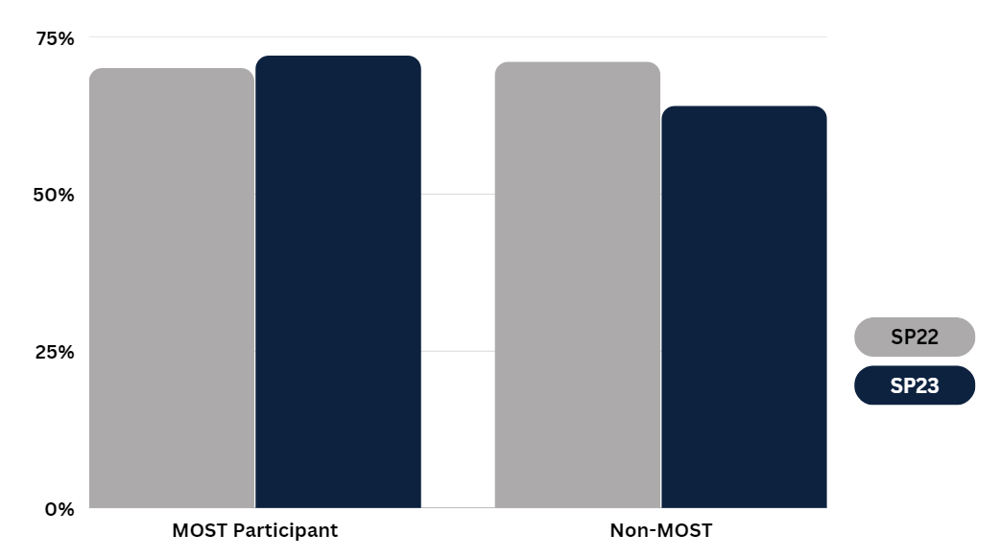 75%
50%
25%
0%
MOST Participant
Non-MOST
SP22
SP23